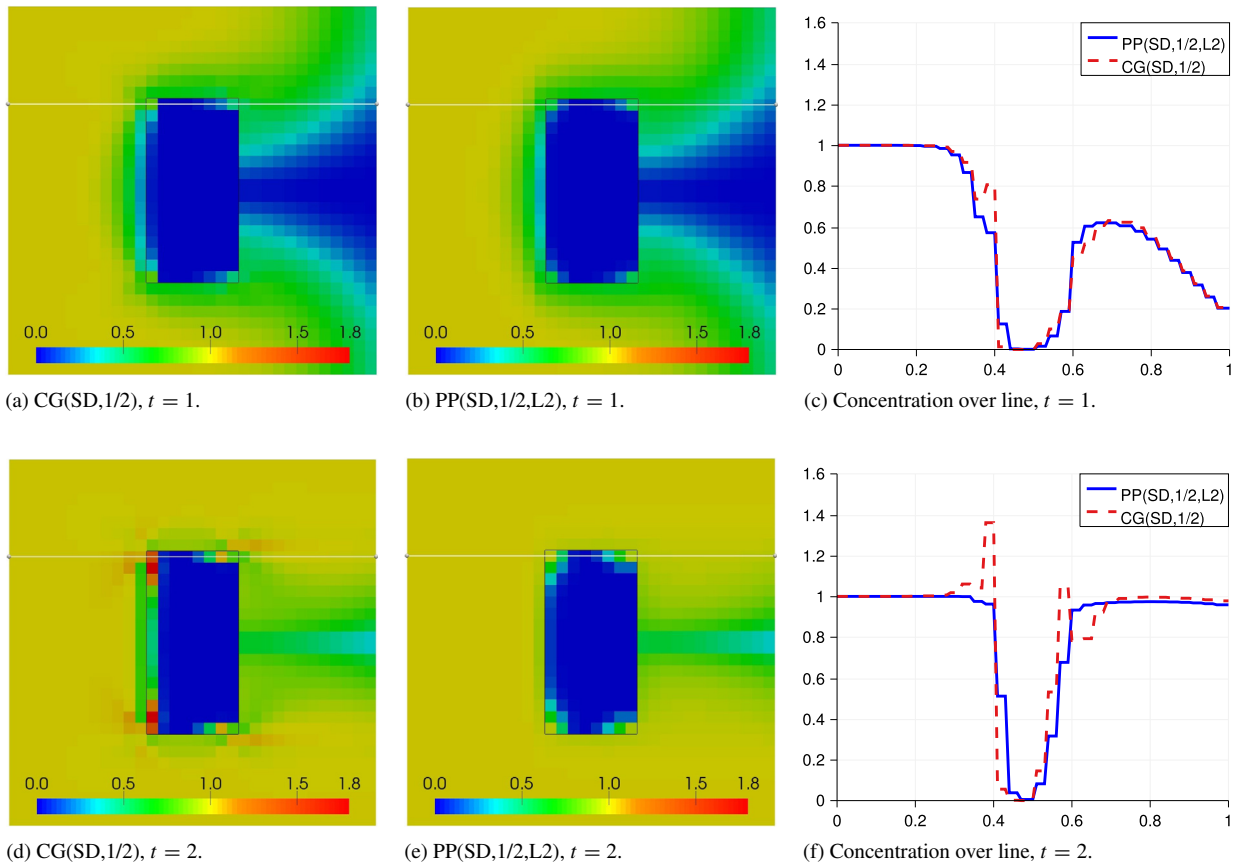 0.0 0.5 1.0 1.5 1.8
(a) CG(SD,1/2), t = 1.
0.0 0.5 1.0 1.5 1.8
(b) PP(SD,1/2,L2), t = 1.
1.6
1.4
1.2
1
0.8
0.6
0.4
0.2
0
0 0.2 0.4 0.6 0.8 1
PP(SD,1/2,L2)
CG(SD,1/2)
(c) Concentration over line, t = 1.
0.0 0.5 1.0 1.5 1.8
(d) CG(SD,1/2), t = 2.
0.0 0.5 1.0 1.5 1.8
(e) PP(SD,1/2,L2), t = 2.
1.6
1.4
1.2
1
0.8
0.6
0.4
0.2
0
0 0.2 0.4 0.6 0.8 1
PP(SD,1/2,L2)
CG(SD,1/2)
(f) Concentration over line, t = 2.